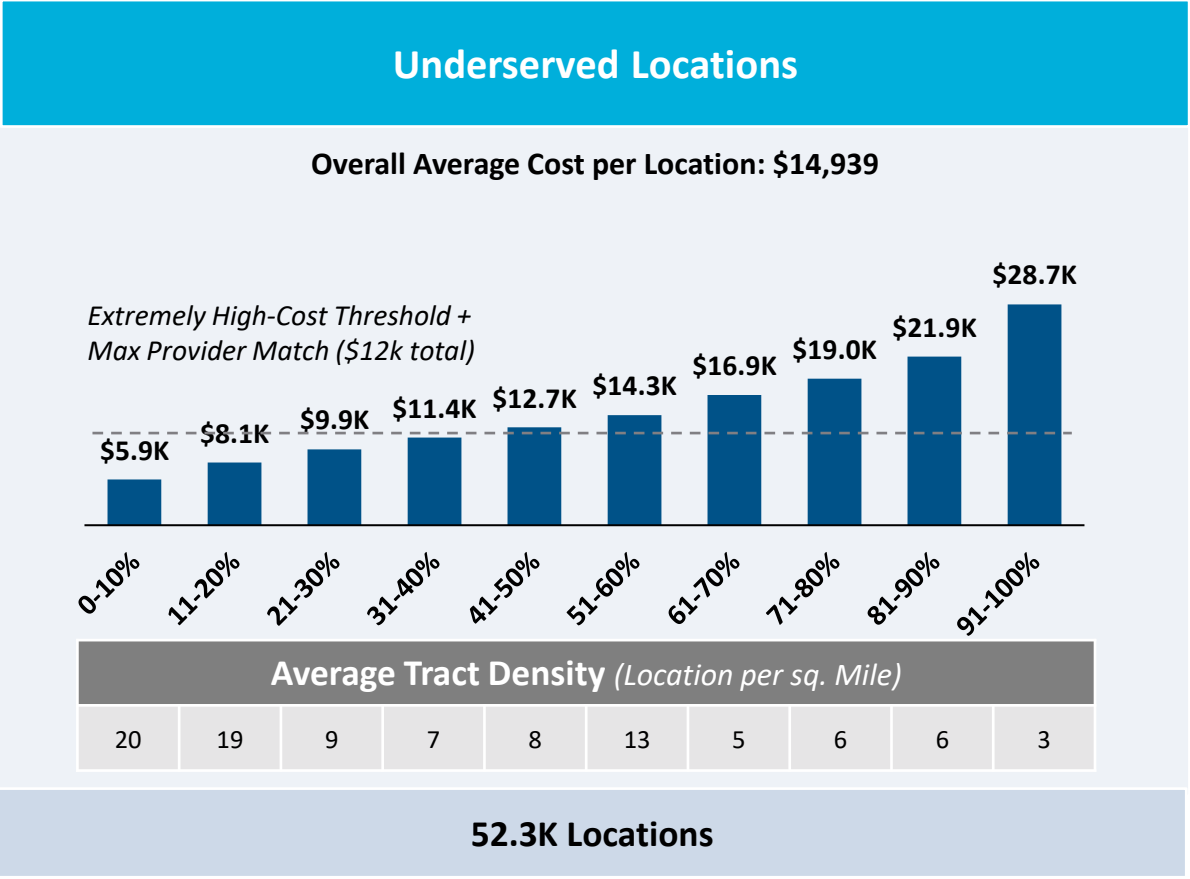 Underserved Locations
Overall Average Cost per Location: $14,939
Extremely High-Cost Threshold +
Max Provider Match ($12k total)
$5.9K
$8.1K
$9.9K
$11.4K
$12.7K
$14.3K
$16.9K
$19.0K
$21.9K
$28.7K
0-10%
11-20%
21-30%
31-40%
41-50%
51-60%
61-70%
71-80%
81-90%
91-100%
Average Tract Density (Location per sq. Mile)
20 19 9 7 8 13 5 6 6 3
52.3K Locations